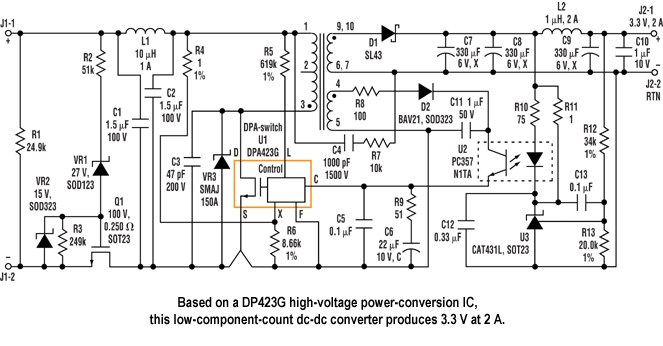 J1-1
+
R1
24.9k
VR2
15 V,
SOD323
R3
249k
J1-2
R2
51k
VR1
27 V,
SOD123
Q1
100 V,
0.250 Ω
SOT23
L1
10 µH
1 A
C1
1.5 µF
100 V
C2
1.5 µF
100 V
R4
1
1%
C3
47 pF
200 V
VR3
SMAJ
150A
R5
619k
1%
DPA-switch
U1
DPA423G
D
L
Control
C
S
X
F
R6
8.66k
1%
1
2
3
9, 10
6, 7
4
5
D1
SL43
R8
100
D2
BAV21, SOD323
C4
1000 pF
1500 V
R7
10k
C5
0.1 µF
R9
51
C6
22 µF
10 V, C
C7
330 µF
6 V, X
C8
330 µF
6 V, X
C11 1 µF
50 V
U2
PC357
N1TA
R10
75
R11
1
C12
0.33 µF
U3
CAT431L, SOT23
C13
0.1 µF
L2
1 µH, 2 A
C9
330 µF
6 V, X
C10
1 µF
10 V
R12
34k
1%
R13
20.0k
1%
J2-1
3.3 V, 2 A
+
J2-2
RTN
Based on a DP423G high-voltage power-conversion IC,
this low-component-count dc-dc converter produces 3.3 V at 2 A.